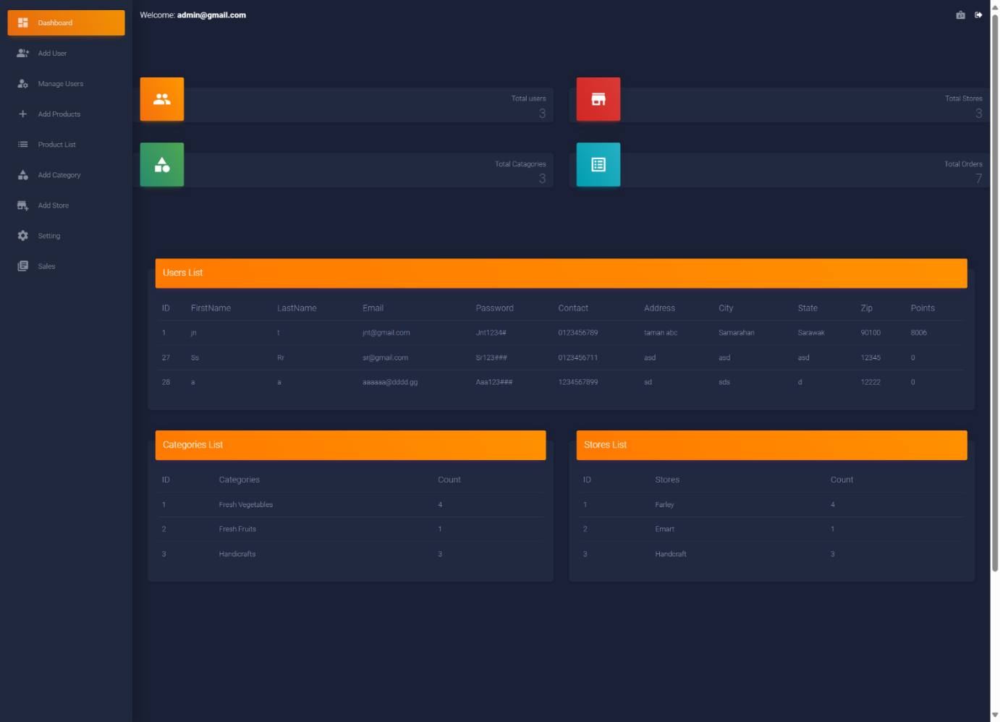 Welcome: admin@gmail.com
Dashboard
Add User
Manage Users
Add Products
Product List
Add Category
Add Store
Setting
Sales
Total users
3
Total Stores
3
Total Catagories
3
Total Orders
7
Users List
ID FirstName LastName Email Password Contact Address City State Zip Points
1 jn t jnt@gmail.com Jnt1234# 0123456789 taman abc Samarahan Sarawak 90100 8006
27 Ss Rr sr@gmail.com Sr123### 0123456711 asd asd asd 12345 0
28 a a aaaaaa@dddd.gg Aaa123### 1234567899 sd sds d 12222 0
Categories List
ID Categories Count
1 Fresh Vegetables 4
2 Fresh Fruits 1
3 Handicrafts 3
Stores List
ID Stores Count
1 Farley 4
2 Emart 1
3 Handcraft 3